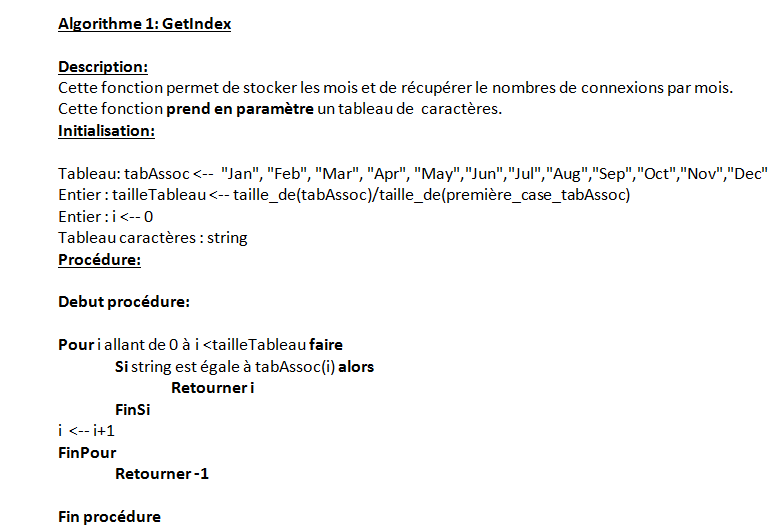 Algorithme 1: GetIndex
Description:
Cette fonction permet de stocker les mois et de récupérer le nombres de connexions par mois.
Cette fonction prend en paramètre un tableau de caractères.
Initialisation:
Tableau: tabAssoc <-- "Jan", "Feb", "Mar", "Apr", "May","Jun","Jul","Aug","Sep","Oct","Nov","Dec"
Entier : tailleTableau <-- taille_de(tabAssoc)/taille_de(première_case_tabAssoc)
Entier : i <-- 0
Tableau caractères : string
Procédure:
Debut procédure:
Pour i allant de 0 à i <tailleTableau faire
Si string est égale à tabAssoc(i) alors
Retourner i
FinSi
i <-- i+1
FinPour
Retourner -1
Fin procédure